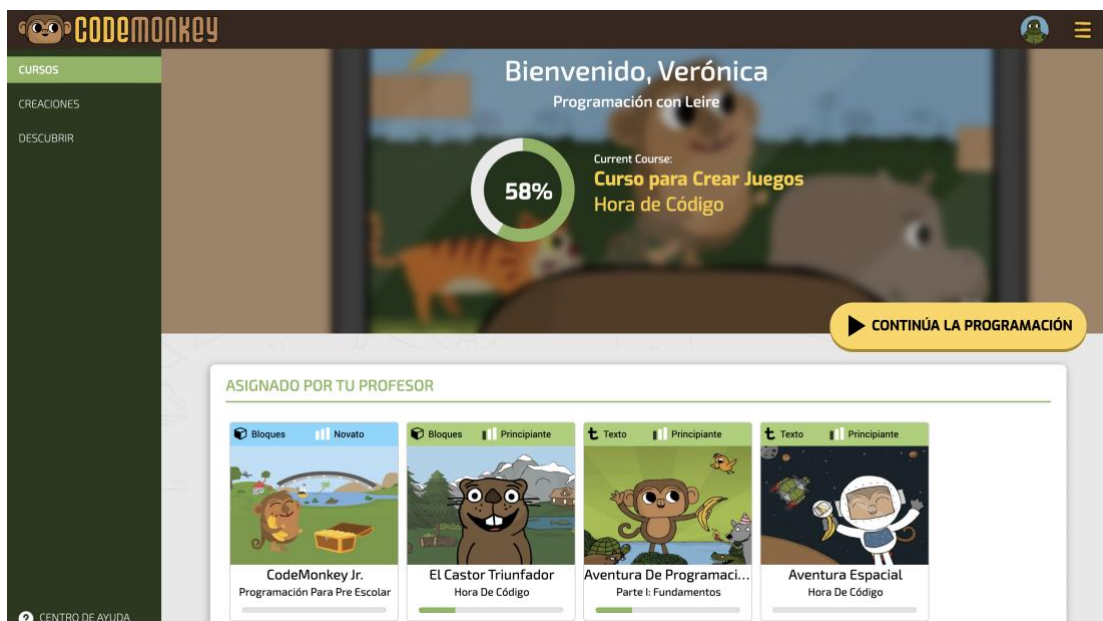 CODEMONKEY
CURSOS
CREACIONES
DESCUBRIR
Bienvenido, Verónica
Programación con Leire
58%
Current Course:
Curso para Crear Juegos
Hora de Código
CONTINÚA LA PROGRAMACIÓN
ASIGNADO POR TU PROFESOR
Bloques Novato
CodeMonkey Jr.
Programación Para Pre Escolar
Bloques Principiante
El Castor Triunfador
Hora De Código
Texto Principiante
Aventura De Programaci...
Parte I: Fundamentos
Texto Principiante
Aventura Espacial
Hora De Código
? CENTRO DE AYUDA